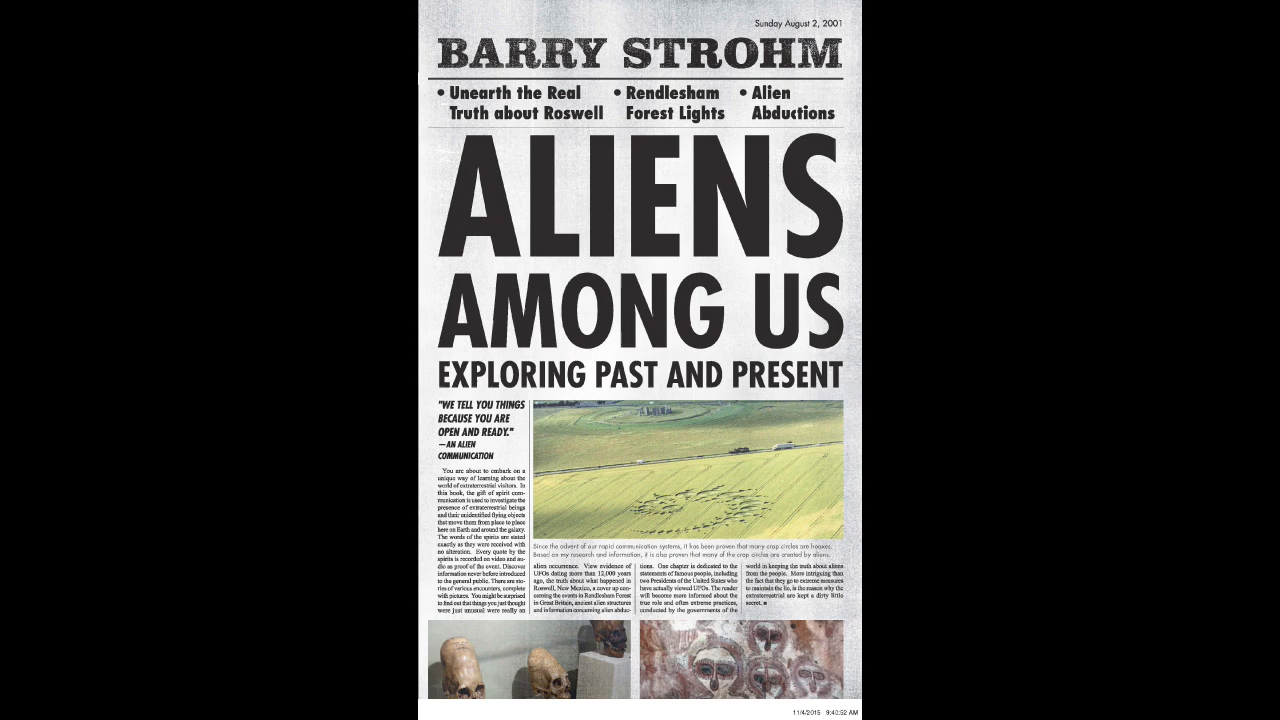 Sunday August 2, 2001
BARRY STROHM
• Unearth the Real
Truth about Roswell
• Rendlesham
Forest Lights
• Alien
Abductions
ALIENS
AMONG US
EXPLORING PAST AND PRESENT
"WE TELL YOU THINGS
BECAUSE YOU ARE
OPEN AND READY."
—AN ALIEN
COMMUNICATION
You are about to embark on a
unique way of learning about the
world of extraterrestrial visitors. In
this book, the gift of spirit com-
munication is used to investigate the
presence of extraterrestrial beings
and their unidentified flying objects
that move them from place to place
here on Earth and around the galaxy.
The words of the spirits are stated
exactly as they were received with
no alteration. Every quote by the
spirits is recorded on video and au-
dio as proof of the event. Discover
information never before introduced
to the general public. There are sto-
ries of various encounters, complete
with pictures. You might be surprised
to find out that things you just thought
were just unusual were really an
Since the advent of our rapid communication systems, it has been proven that many crop circles are hoaxes.
Based on my research and information, it is also proven that many of the crop circles are created by aliens.
alien occurrence. View evidence of
UFOs dating more than 12,000 years
ago, the truth about what happened in
Roswell, New Mexico, a cover up con-
cerning the events in Rendlesham Forest
in Great Britain, ancient alien structures
and information concerning alien abduc-
tions. One chapter is dedicated to the
statements of famous people, including
two Presidents of the United States who
have actually viewed UFOs. The reader
will become more informed about the
true role and often extreme practices,
conducted by the governments of the
world in keeping the truth about aliens
from the people. More intriguing than
the fact that they go to extreme measures
to maintain the lie, is the reason why the
extraterrestrial are kept a dirty little
secret. ■
11/4/2015 9:40:52 AM